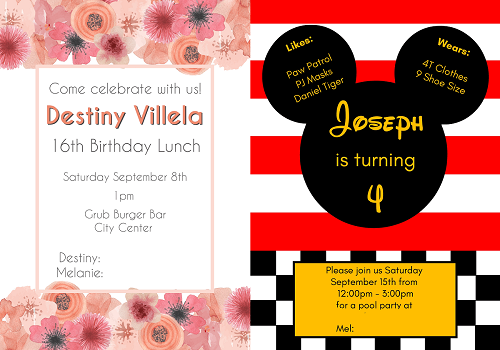 Come celebrate with us!
Destiny Villela
16th Birthday Lunch
Saturday September 8th
1pm
Grub Burger Bar
City Center
Destiny:
Melanie:
Likes:
Paw Patrol
PJ Masks
Daniel Tiger
Wears:
4T Clothes
9 Shoe Size
Joseph
is turning
4
Please join us Saturday
September 15th from
12:00pm - 3:00pm
for a pool party at
Mel: